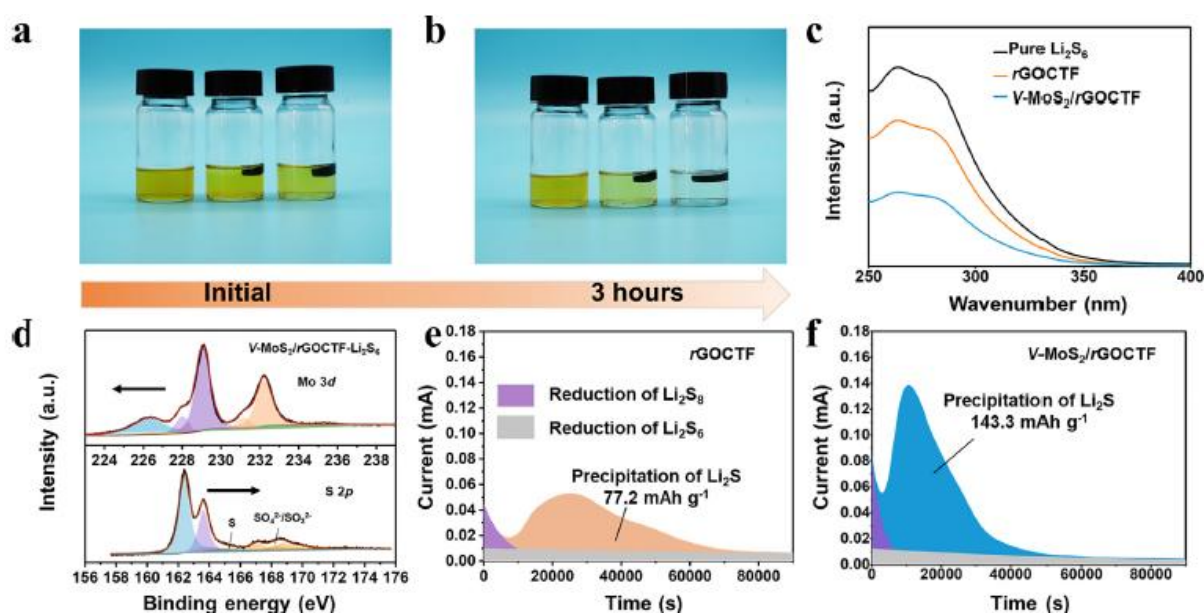 a
b
c
Pure Li₂S₆
rGOCTF
V-MoS₂/rGOCTF
Intensity (a.u.)
250 300 350 400
Wavenumber (nm)
Initial
3 hours
d
V-MoS₂/rGOCTF-Li₂S₆
Mo 3d
224 226 228 230 232 234 236 238
S 2p
S
SO₄²⁻/SO₃²⁻
Intensity (a.u.)
156 158 160 162 164 166 168 170 172 174 176
Binding energy (eV)
e
rGOCTF
Reduction of Li₂S₈
Reduction of Li₂S₆
Precipitation of Li₂S
77.2 mAh g⁻¹
Current (mA)
0.18
0.16
0.14
0.12
0.10
0.08
0.06
0.04
0.02
0.00
0 20000 40000 60000 80000
Time (s)
f
V-MoS₂/rGOCTF
Precipitation of Li₂S
143.3 mAh g⁻¹
Current (mA)
0.18
0.16
0.14
0.12
0.10
0.08
0.06
0.04
0.02
0.00
0 20000 40000 60000 80000
Time (s)